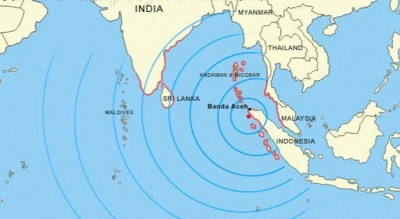 INDIA
MYANMAR
THAILAND
ANDAMAN & NICOBAR
SRI LANKA
Banda Aceh
MALDIVES
MALAYSIA
INDONESIA